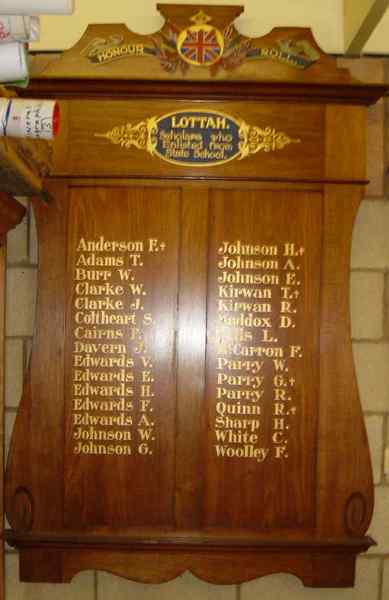 HONOUR ROLL
LOTTAH.
Scholars who
Enlisted from
State School.
Anderson F.†
Adams T.
Burr W.
Clarke W.
Clarke J.
Coltheart S.
Cairns F.
Davern J.
Edwards V.
Edwards E.
Edwards H.
Edwards F.
Edwards A.
Johnson W.
Johnson G.
Johnson H.†
Johnson A.
Johnson E.
Kirwan T.†
Kirwan R.
Maddox D.
L.
McCarron F.
Parry W.
Parry G.†
Parry R.
Quinn R.†
Sharp H.
White C.
Woolley F.